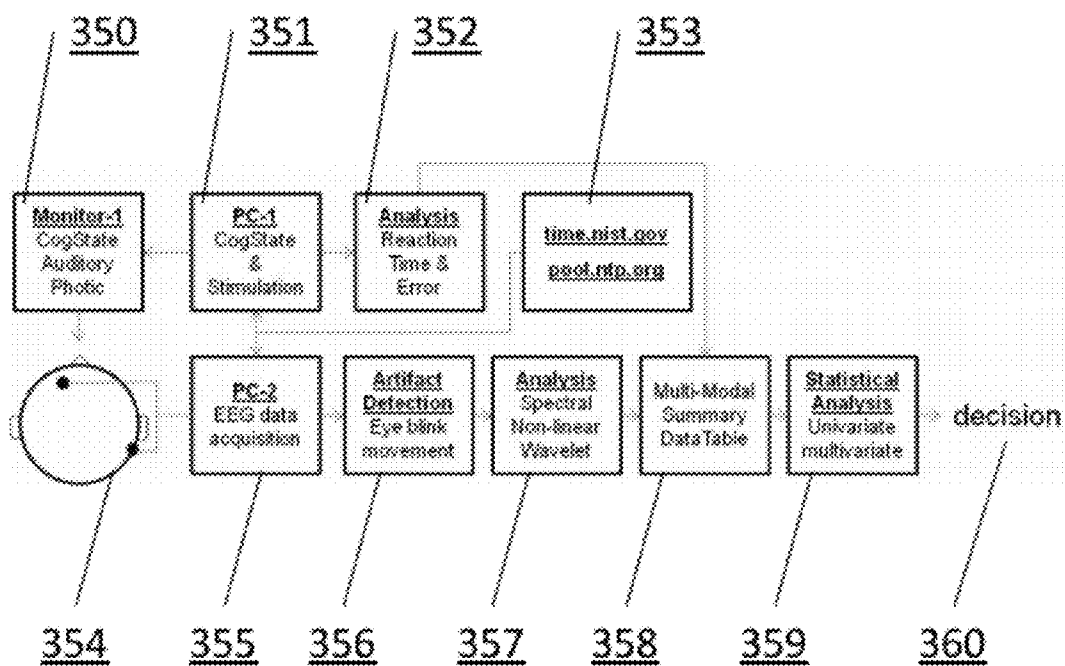 350
351
352
353
Monitor-1
CogState
Auditory
Photic
PC-1
CogState
&
Stimulation
Analysis
Reaction
Time &
Error
time.nist.gov
pool.ntp.org
PC-2
EEG data
acquisition
Artifact
Detection
Eye blink
movement
Analysis
Spectral
Non-linear
Wavelet
Multi-Modal
Summary
DataTable
Statistical
Analysis
Univariate
multivariate
decision
354
355
356
357
358
359
360